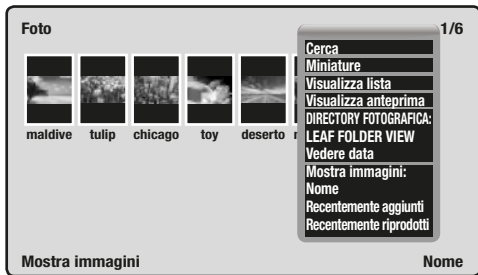 Foto
1/6
maldive
tulip
chicago
toy
deserto
Cerca
Miniature
Visualizza lista
Visualizza anteprima
DIRECTORY FOTOGRAFICA:
LEAF FOLDER VIEW
Vedere data
Mostra immagini:
Nome
Recentemente aggiunti
Recentemente riprodotti
Mostra immagini
Nome